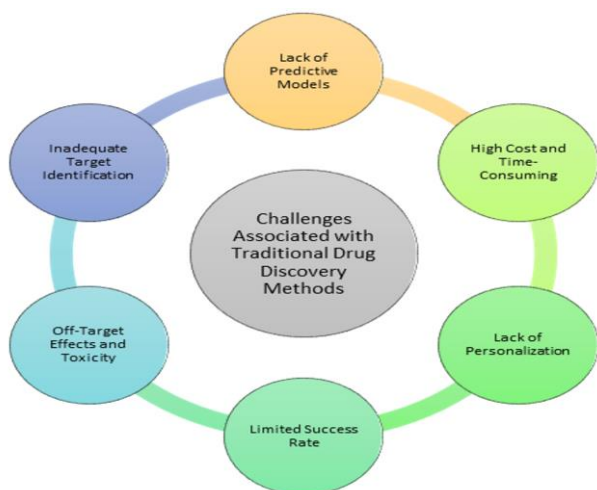 Lack of
Predictive
Models
High Cost and
Time-
Consuming
Lack of
Personalization
Limited Success
Rate
Off-Target
Effects and
Toxicity
Inadequate
Target
Identification
Challenges
Associated with
Traditional Drug
Discovery
Methods